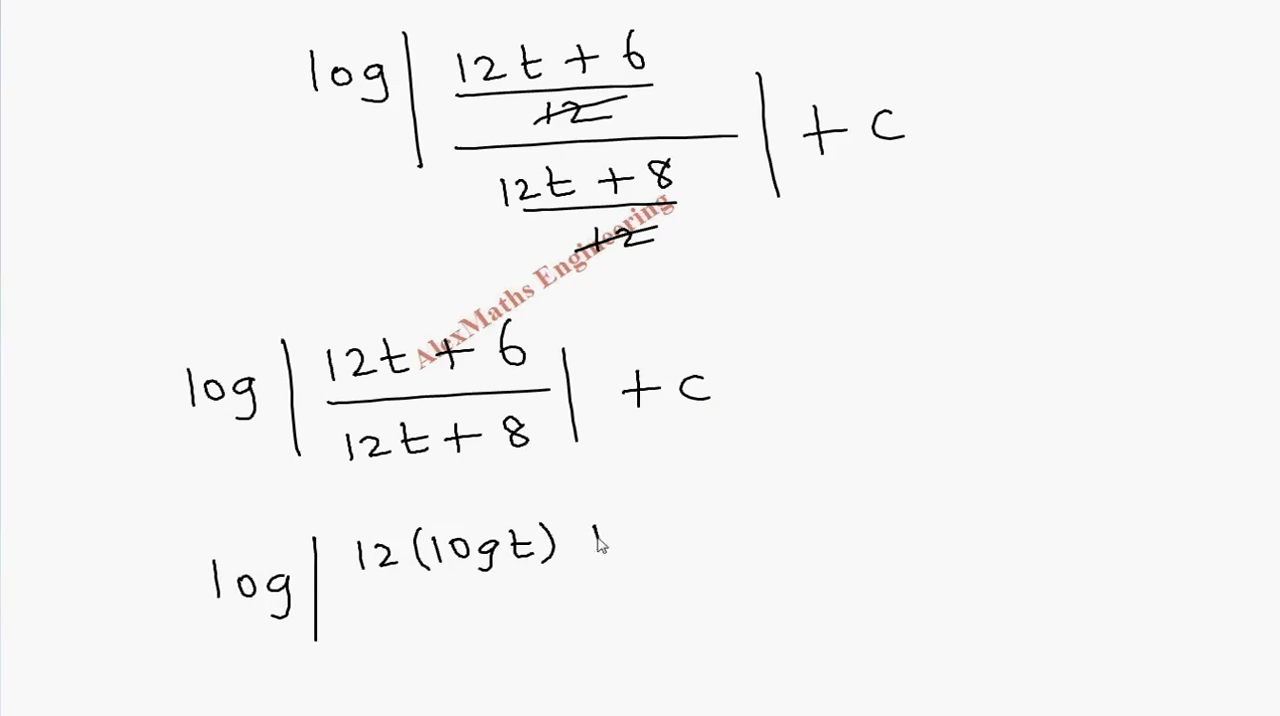 log | 12t + 6
12
12t + 8 | + c
12
AlexMaths Engineering
log | 12t + 6
12t + 8 | + c
log | 12 (log t)